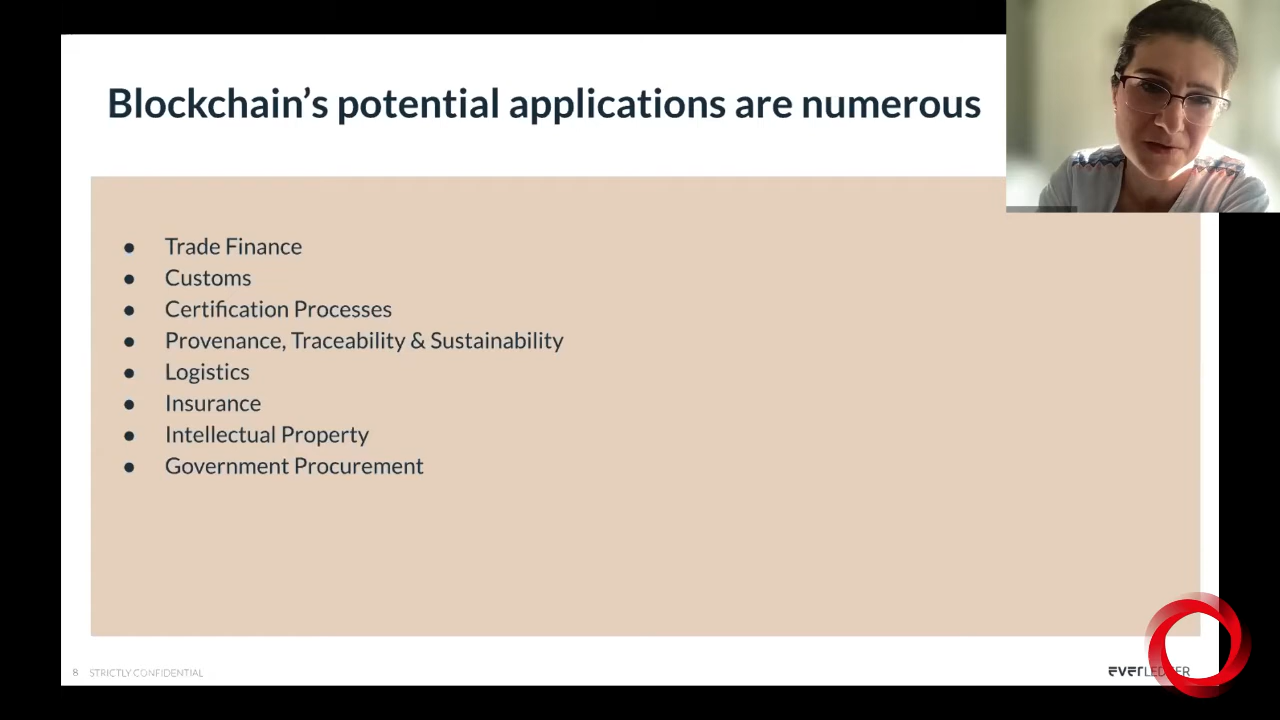 Blockchain's potential applications are numerous
● Trade Finance
● Customs
● Certification Processes
● Provenance, Traceability & Sustainability
● Logistics
● Insurance
● Intellectual Property
● Government Procurement
8 STRICTLY CONFIDENTIAL
EVERLEDGER